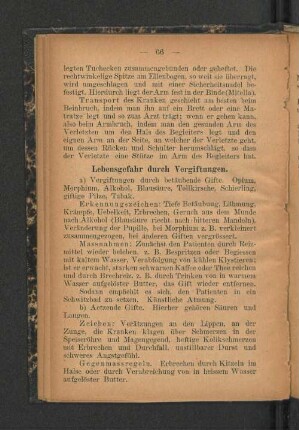 — 66 —
legten Tuchecken zusammengebunden oder geheftet. Die
rechtwinkelige Spitze am Ellenbogen, so weit sie überragt,
wird umgeschlagen und mit einer Sicherheitsnadel be-
festigt. Hierdurch liegt der Arm fest in der Binde (Mitella).
Transport des Kranken, geschieht am besten beim
Beinbruch, indem man ihn auf ein Brett oder eine Ma-
tratze legt und so trägt, wenn er nicht gehen kann, oder
also beim Armbruch, indem man den gesunden Arm des
Verletzten um den Hals des Begleiters legt und den
eignen Arm an der Seite, an welcher der Verletzte geht, um
dessen Rücken und Schulter herumschlingt, so dass
der Verletzte eine Stütze im Arm des Begleiters hat.
Lebensgefahr durch Vergiftungen.
a) Vergiftungen durch betäubende Gifte. Opium,
Morphium, Alkohol, Blausäure, Tollkirsche, Schierling,
giftige Pilze, Tabak.
Erkennungszeichen: Tiefe Betäubung, Lähmung,
Krämpfe, Uebelkeit, Erbrechen, Geruch aus dem Munde
nach Alkohol (Blausäure riecht nach bitteren Mandeln),
Veränderung der Pupille, bei Morphium z. B. verkleinert
zusammengezogen, bei anderen Giften vergrössert.
Massnahmen: Zunächst den Patienten durch Reiz-
mittel wieder beleben, z. B. Bespritzen oder Begiessen
mit kaltem Wasser, Verabfolgung von kühlen Klystieren;
ist er erwacht, starken schwarzen Kaffee oder Thee reichen
und durch Brechreiz, z. B. durch Trinken von in warmem
Wasser aufgelöster Butter, das Gift wieder entfernen.
Sodann empfiehlt es sich, den Patienten in ein
Schwitzbad zu setzen. Künstliche Atmung.
b) Aetzende Gifte. Hierher gehören Säuren und
Laugen.
Zeichen: Verätzungen an den Lippen, an der
Zunge, die Kranken klagen über Schmerzen in der
Speiseröhre und Magengegend, heftige Kolikschmerzen
mit Erbrechen und Durchfall, unstillbarer Durst und
schweres Angstgefühl.
Gegenmassregeln. Erbrechen durch Kitzeln im
Halse oder durch Verabreichung von in heissem Wasser
aufgelöster Butter.